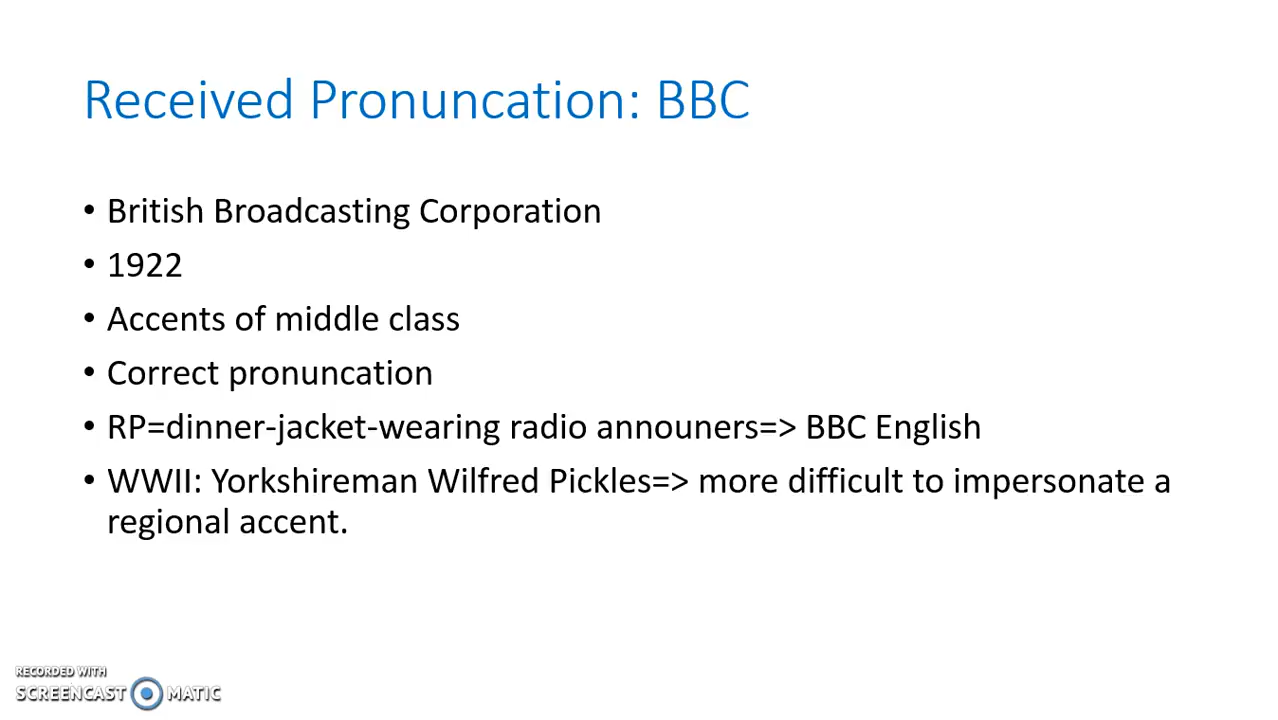 Received Pronuncation: BBC
• British Broadcasting Corporation
• 1922
• Accents of middle class
• Correct pronuncation
• RP=dinner-jacket-wearing radio announers=> BBC English
• WWII: Yorkshireman Wilfred Pickles=> more difficult to impersonate a
regional accent.
RECORDED WITH
SCREENCAST MATIC